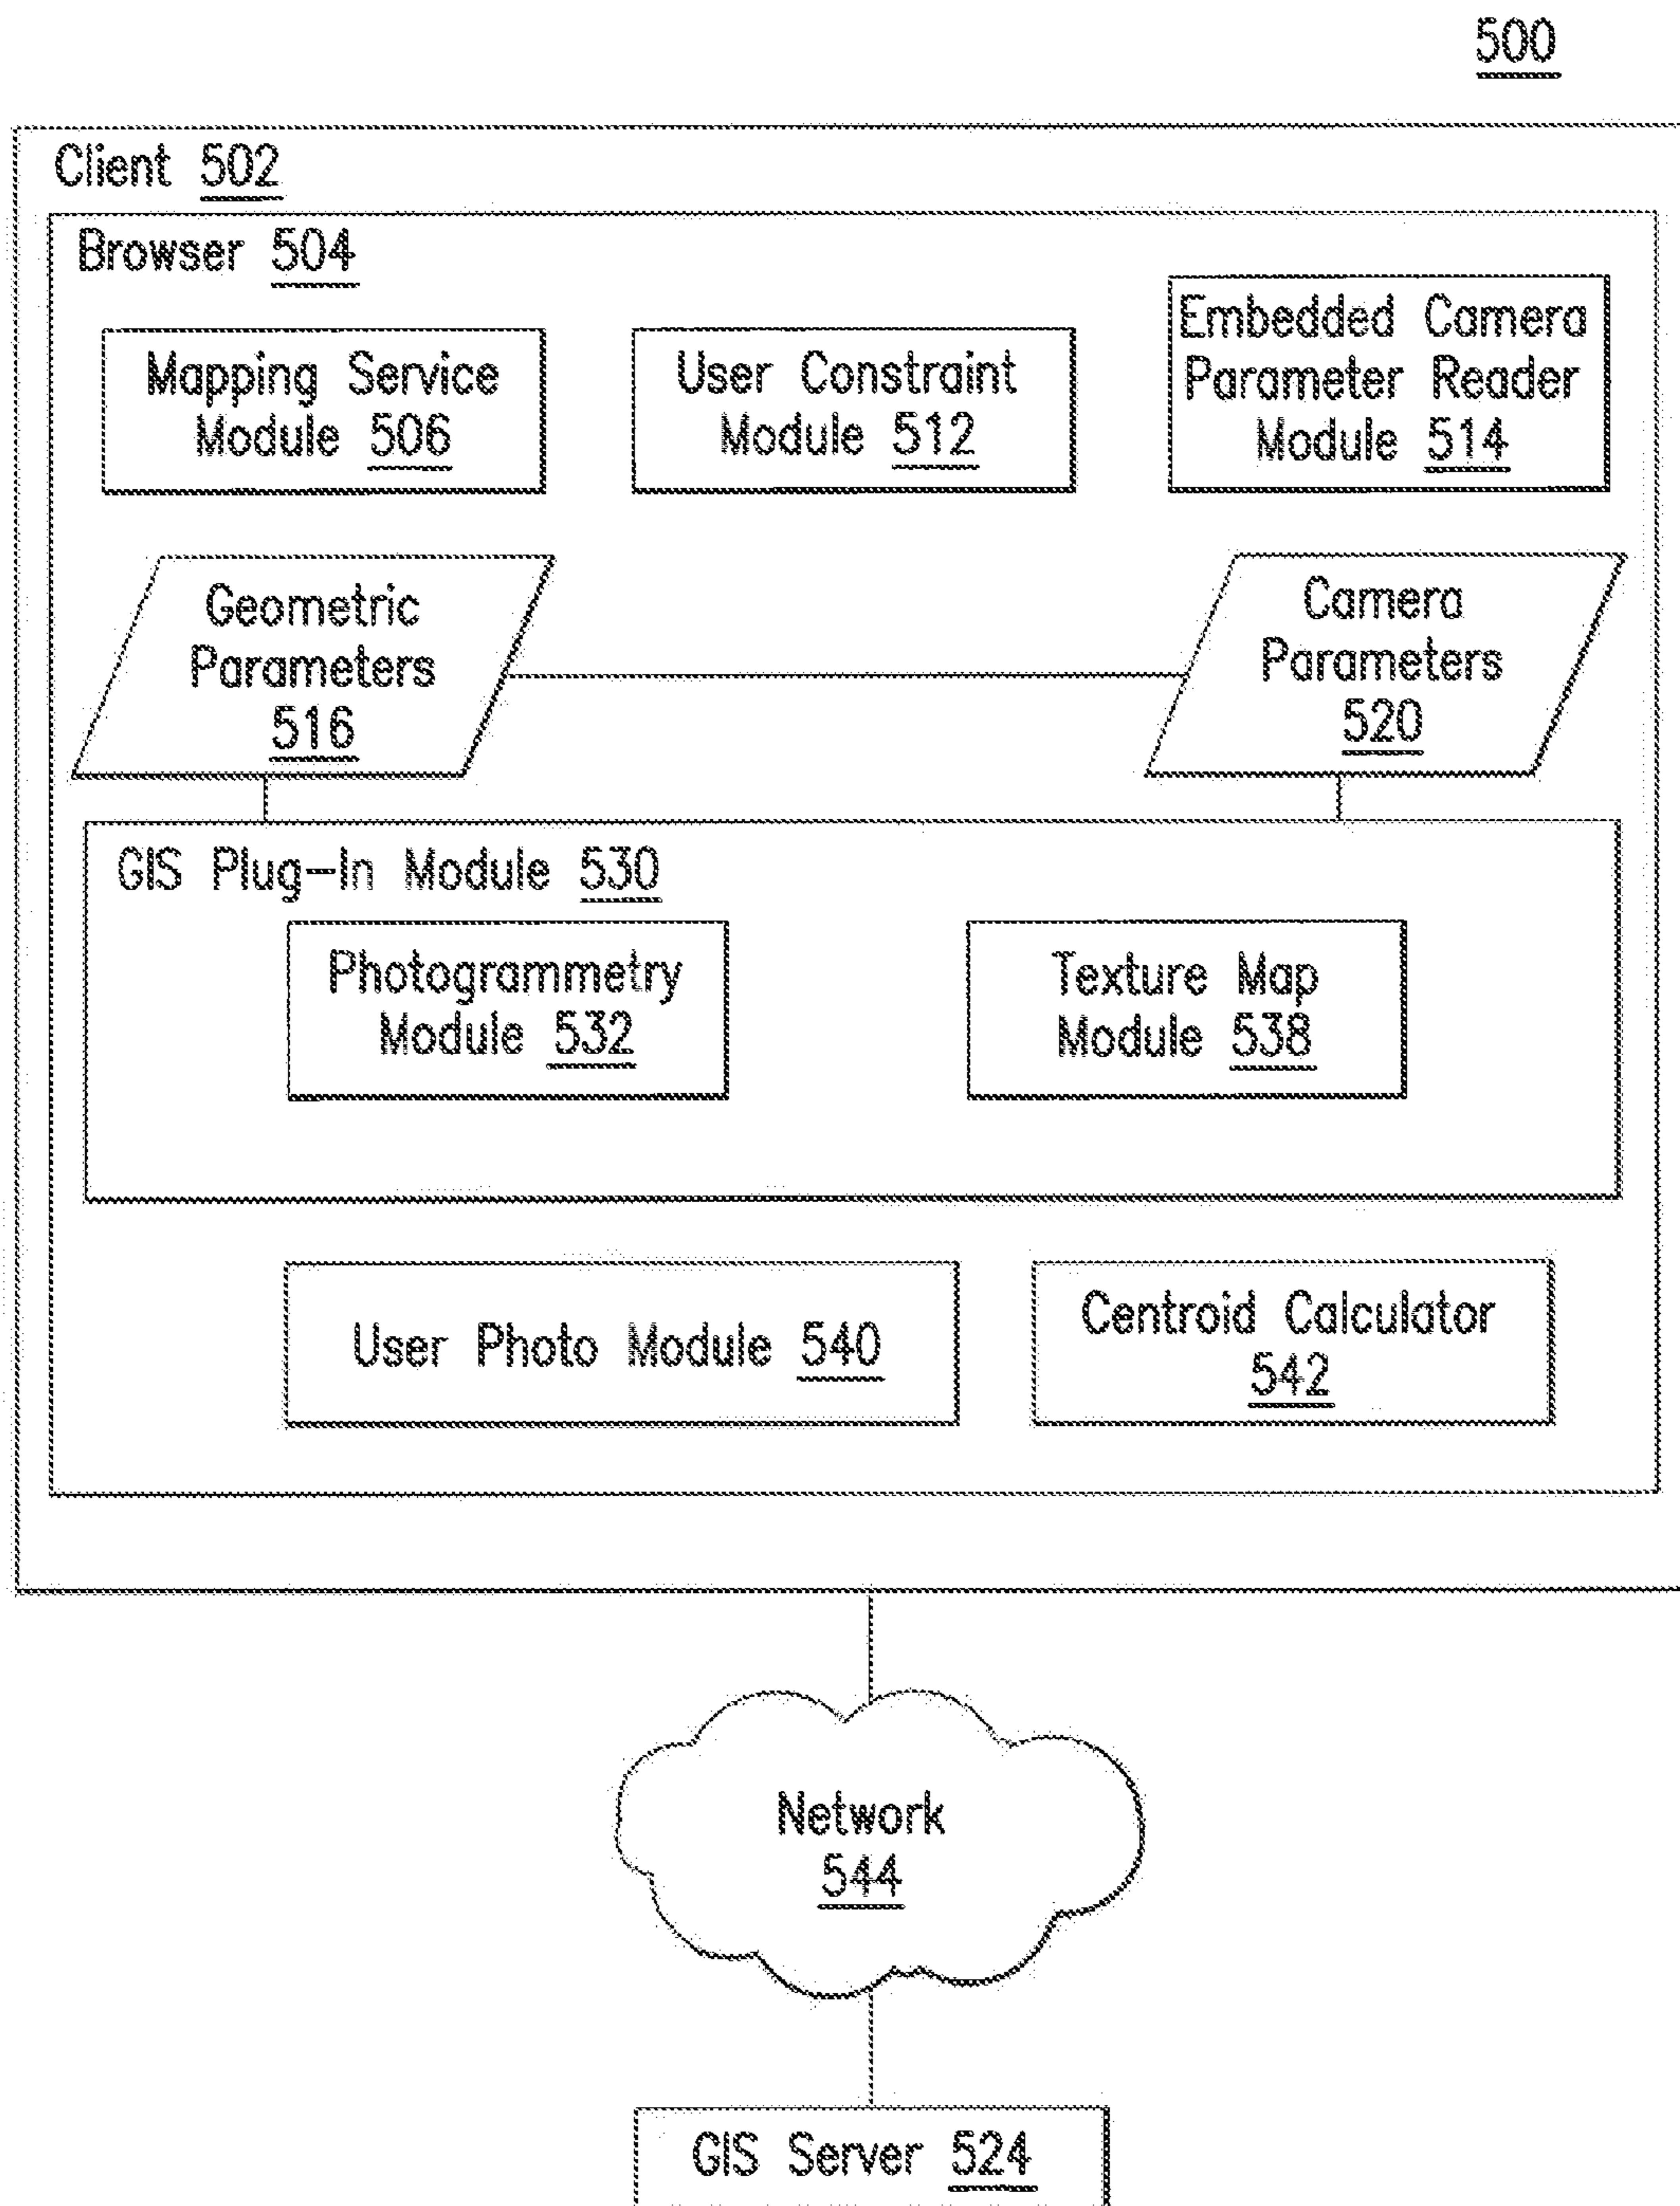 500
Client 502
Browser 504
Mapping Service
Module 506
User Constraint
Module 512
Embedded Camera
Parameter Reader
Module 514
Geometric
Parameters
516
Camera
Parameters
520
GIS Plug-In Module 530
Photogrammetry
Module 532
Texture Map
Module 538
User Photo Module 540
Centroid Calculator
542
Network
544
GIS Server 524